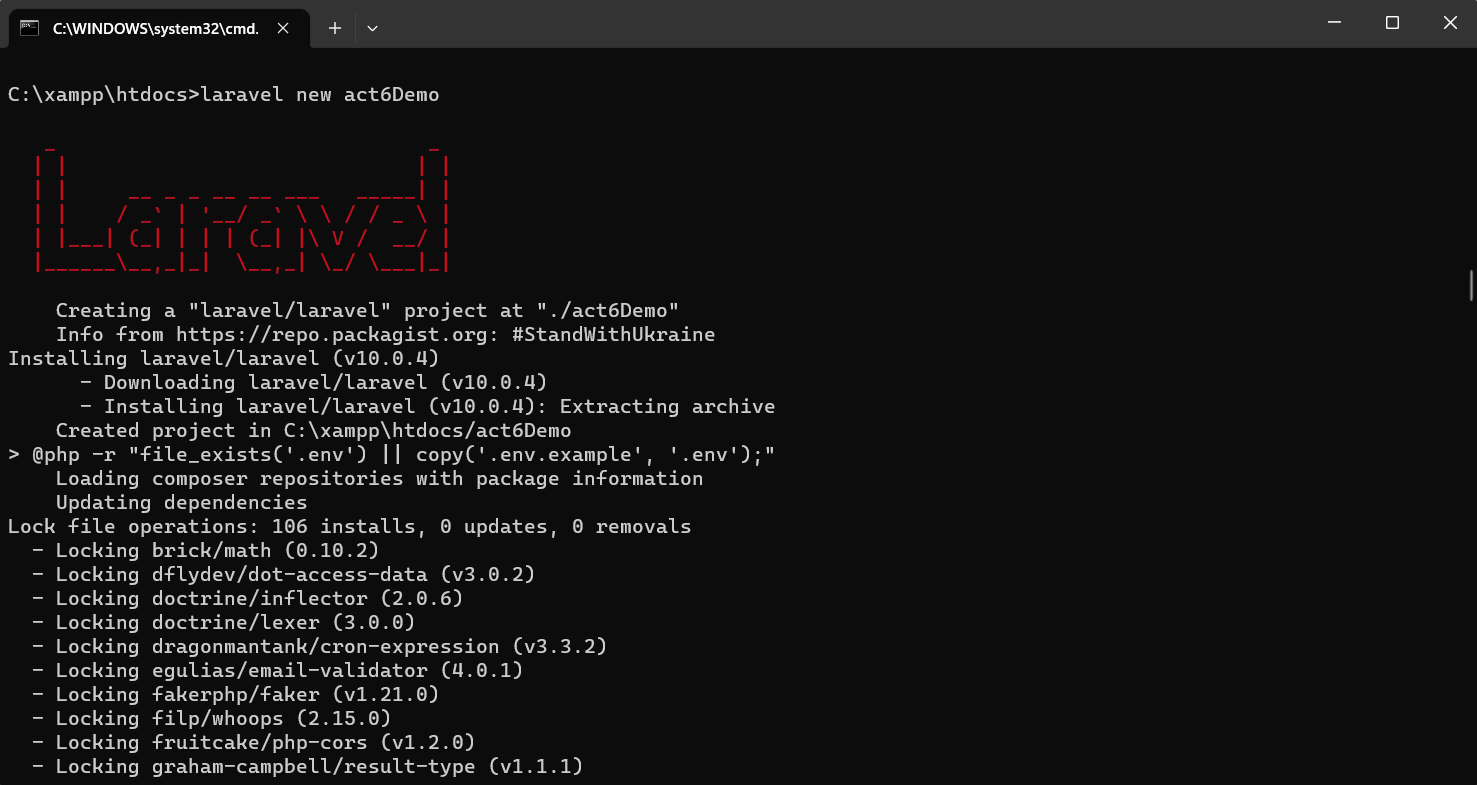 C:\WINDOWS\system32\cmd.
C:\xampp\htdocs>laravel new act6Demo
Laravel
Creating a "laravel/laravel" project at "./act6Demo"
Info from https://repo.packagist.org: #StandWithUkraine
Installing laravel/laravel (v10.0.4)
- Downloading laravel/laravel (v10.0.4)
- Installing laravel/laravel (v10.0.4): Extracting archive
Created project in C:\xampp\htdocs/act6Demo
> @php -r "file_exists('.env') || copy('.env.example', '.env');"
Loading composer repositories with package information
Updating dependencies
Lock file operations: 106 installs, 0 updates, 0 removals
- Locking brick/math (0.10.2)
- Locking dflydev/dot-access-data (v3.0.2)
- Locking doctrine/inflector (2.0.6)
- Locking doctrine/lexer (3.0.0)
- Locking dragonmantank/cron-expression (v3.3.2)
- Locking egulias/email-validator (4.0.1)
- Locking fakerphp/faker (v1.21.0)
- Locking filp/whoops (2.15.0)
- Locking fruitcake/php-cors (v1.2.0)
- Locking graham-campbell/result-type (v1.1.1)